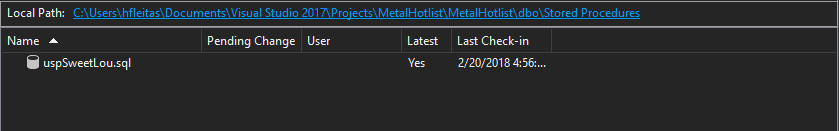 Local Path: C:\Users\hfleitas\Documents\Visual Studio 2017\Projects\MetalHotlist\MetalHotlist\dbo\Stored Procedures
Name Pending Change User Latest Last Check-in
uspSweetLou.sql Yes 2/20/2018 4:56:...